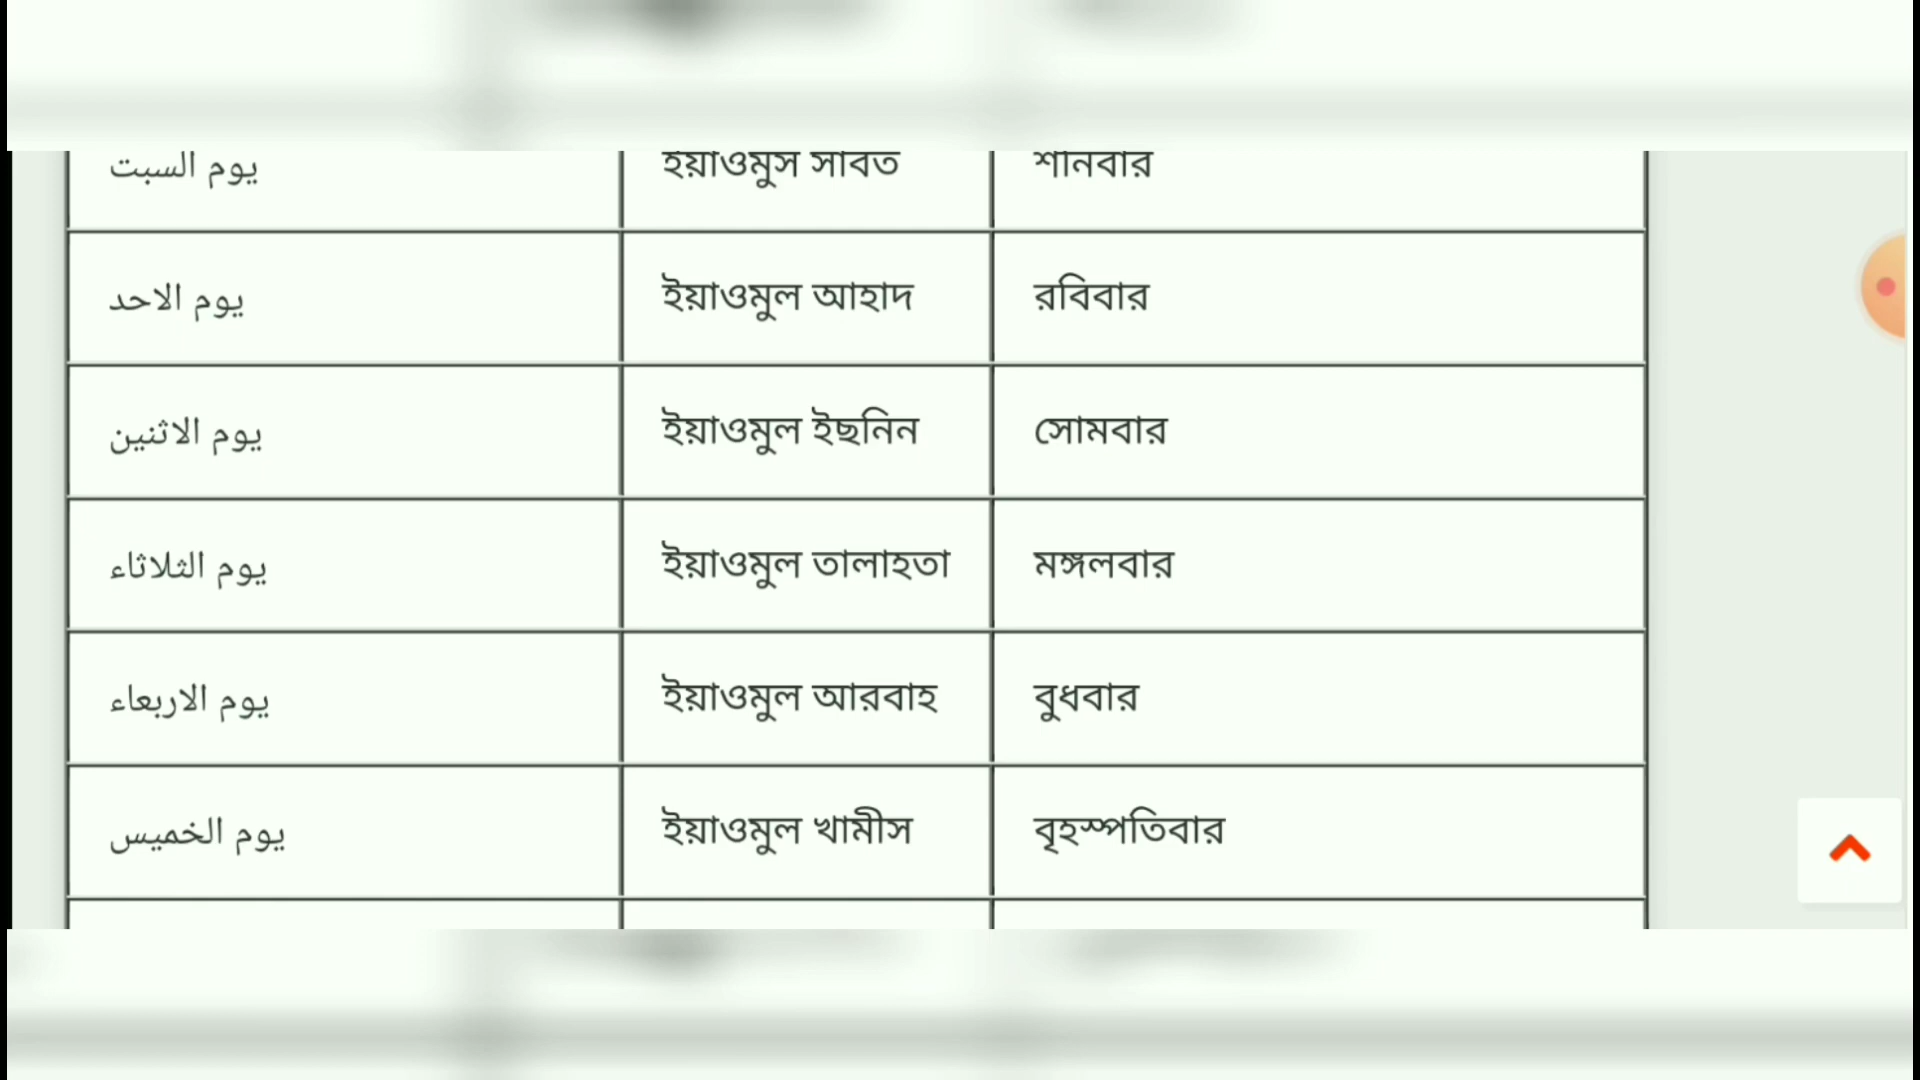 يوم السبت ইয়াওমুস সাবত শনিবার
يوم الاحد ইয়াওমুল আহাদ রবিবার
يوم الاثنين ইয়াওমুল ইছনিন সোমবার
يوم الثلاثاء ইয়াওমুল তালাহতা মঙ্গলবার
يوم الاربعاء ইয়াওমুল আরবাহ বুধবার
يوم الخميس ইয়াওমুল খামীস বৃহস্পতিবার